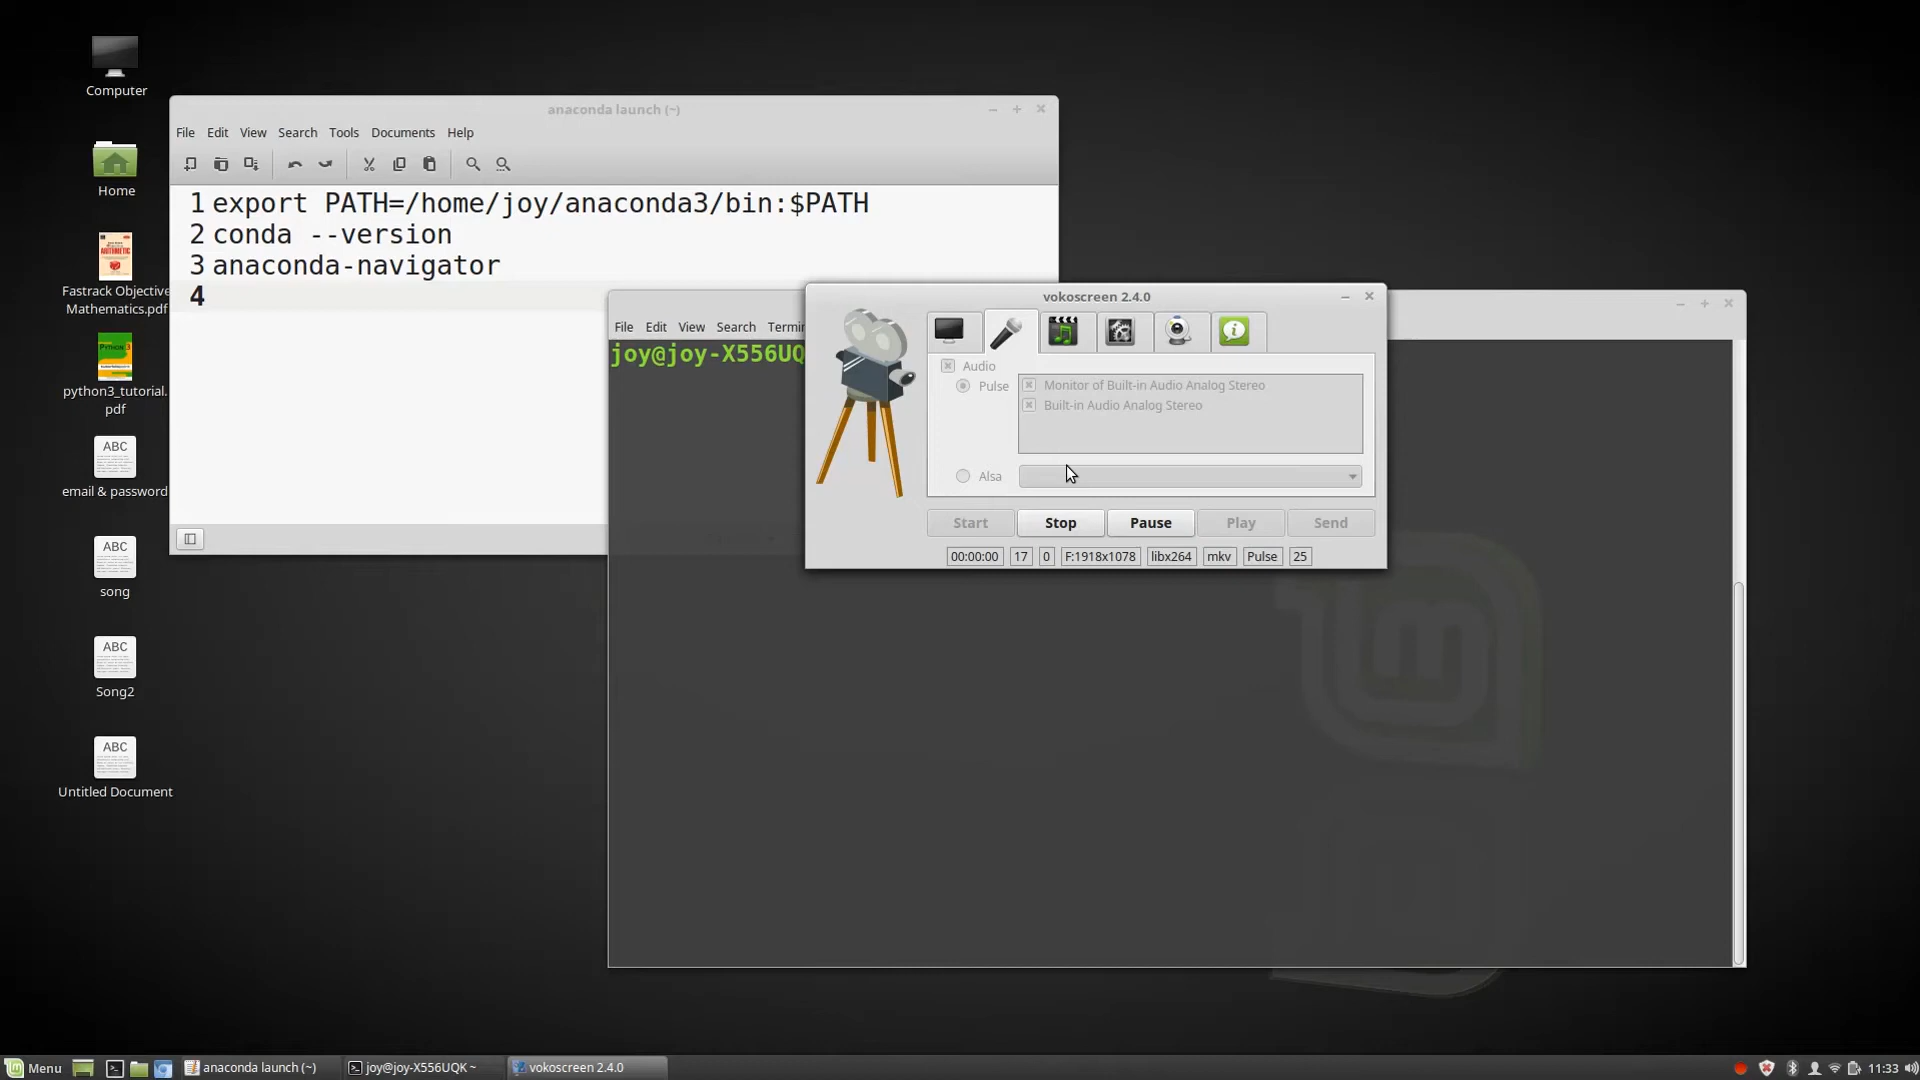 Computer
Home
Fastrack Objective
Mathematics.pdf
python3_tutorial.
pdf
ABC
email & password
ABC
song
ABC
Song2
ABC
Untitled Document
anaconda launch (~)
File Edit View Search Tools Documents Help
1 export PATH=/home/joy/anaconda3/bin:$PATH
2 conda --version
3 anaconda-navigator
4
File Edit View Search Termin
joy@joy-X556UQ
vokoscreen 2.4.0
Audio
Pulse
Monitor of Built-in Audio Analog Stereo
Built-in Audio Analog Stereo
Alsa
Start Stop Pause Play Send
00:00:00 17 0 F:1918x1078 libx264 mkv Pulse 25
Menu anaconda launch (~) joy@joy-X556UQK ~ vokoscreen 2.4.0 11:33